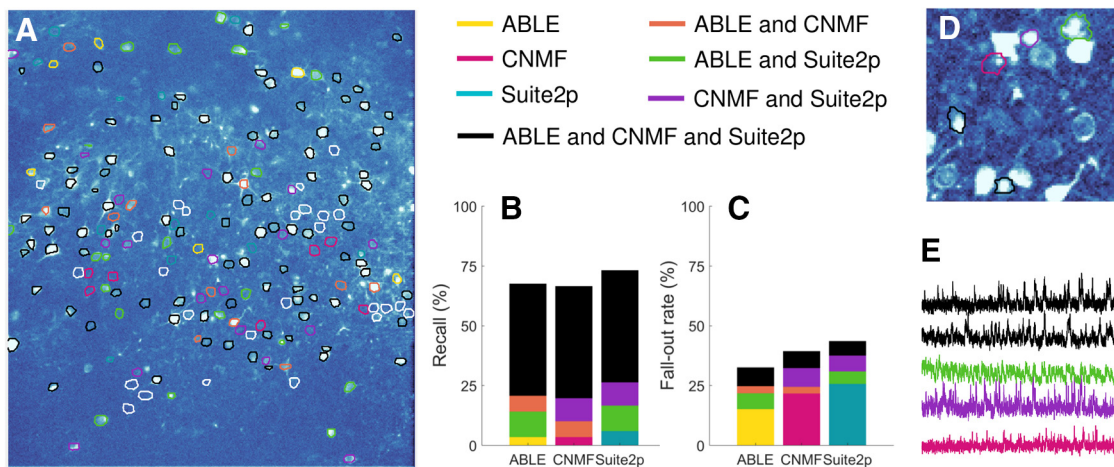 A
ABLE
ABLE and CNMF
CNMF
ABLE and Suite2p
Suite2p
CNMF and Suite2p
ABLE and CNMF and Suite2p
D
B
100
75
50
25
0
Recall (%)
ABLE CNMF Suite2p
C
100
75
50
25
0
Fall-out rate (%)
ABLE CNMF Suite2p
E